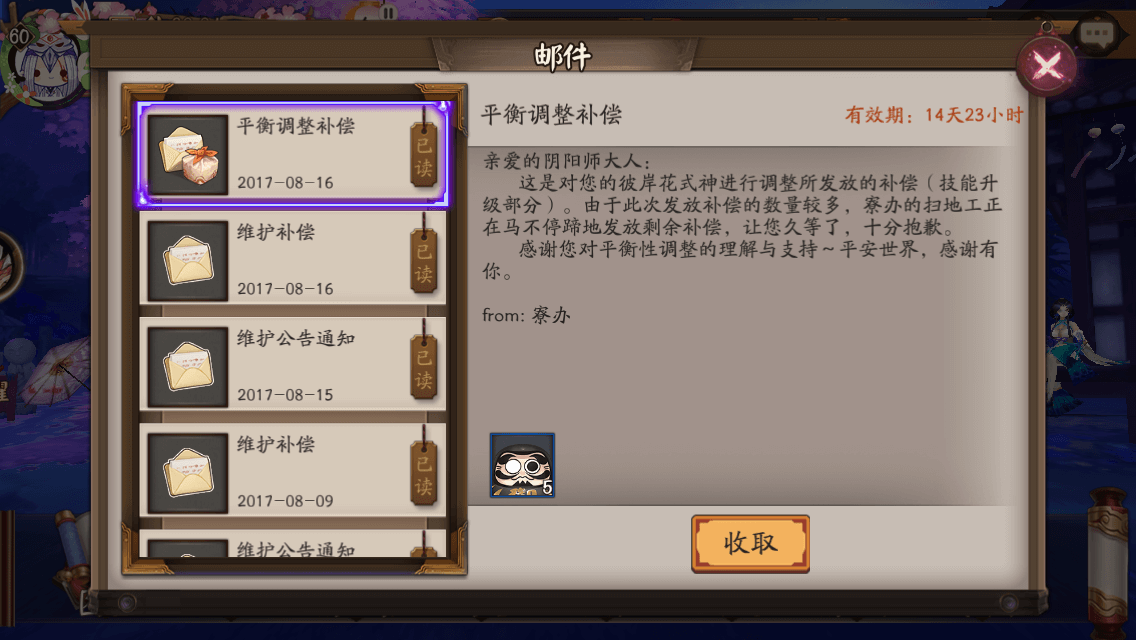 60
邮件
平衡调整补偿
2017-08-16
已读
维护补偿
2017-08-16
已读
维护公告通知
2017-08-15
已读
维护补偿
2017-08-09
已读
维护公告通知
平衡调整补偿
有效期：14天23小时
亲爱的阴阳师大人：
这是对您的彼岸花式神进行调整所发放的补偿（技能升
级部分）。由于此次发放补偿的数量较多，寮办的扫地工正
在马不停蹄地发放剩余补偿，让您久等了，十分抱歉。
感谢您对平衡性调整的理解与支持~平安世界，感谢有
你。
from: 寮办
5
收取